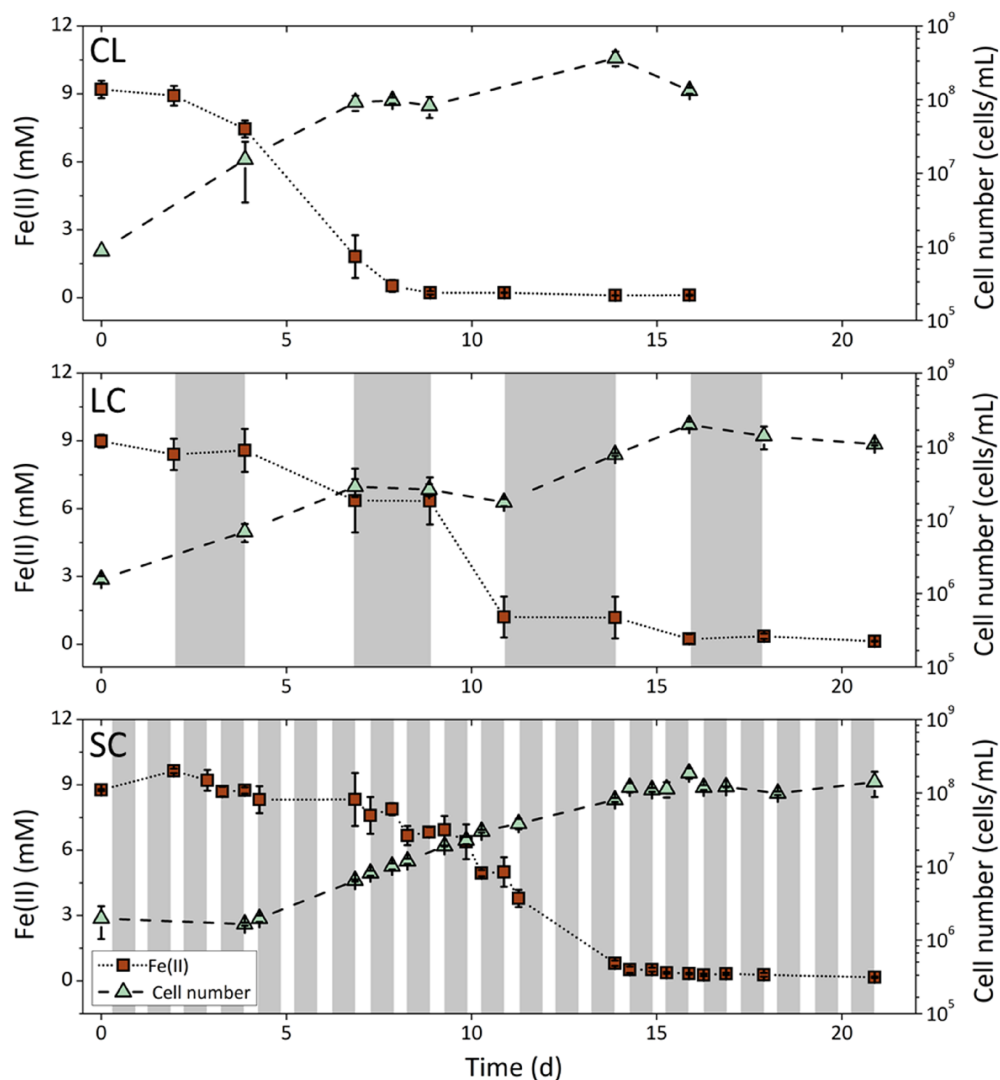 CL
Fe(II) (mM)
12
9
6
3
0
10⁹
10⁸
10⁷
10⁶
10⁵
Cell number (cells/mL)
0 5 10 15 20
LC
Fe(II) (mM)
12
9
6
3
0
10⁹
10⁸
10⁷
10⁶
10⁵
Cell number (cells/mL)
0 5 10 15 20
SC
Fe(II) (mM)
12
9
6
3
0
10⁹
10⁸
10⁷
10⁶
10⁵
Cell number (cells/mL)
Fe(II)
Cell number
0 5 10 15 20
Time (d)